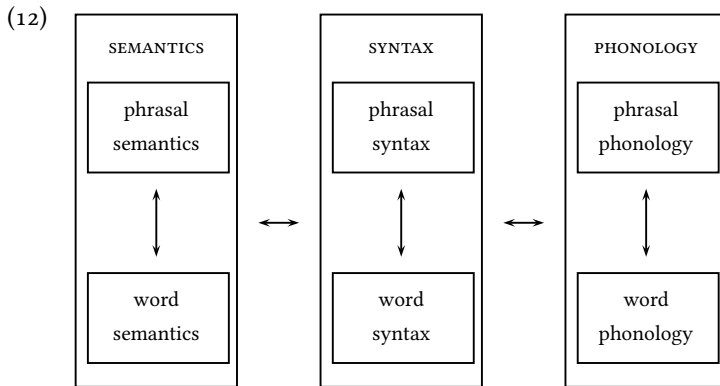 (12)
SEMANTICS SYNTAX PHONOLOGY
phrasal phrasal phrasal
semantics syntax phonology
word word word
semantics syntax phonology